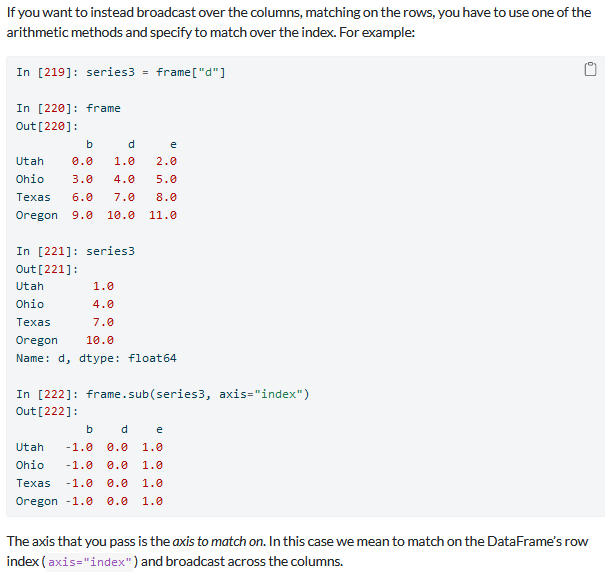 If you want to instead broadcast over the columns, matching on the rows, you have to use one of the
arithmetic methods and specify to match over the index. For example:
In [219]: series3 = frame["d"]
In [220]: frame
Out[220]:
b d e
Utah 0.0 1.0 2.0
Ohio 3.0 4.0 5.0
Texas 6.0 7.0 8.0
Oregon 9.0 10.0 11.0
In [221]: series3
Out[221]:
Utah 1.0
Ohio 4.0
Texas 7.0
Oregon 10.0
Name: d, dtype: float64
In [222]: frame.sub(series3, axis="index")
Out[222]:
b d e
Utah -1.0 0.0 1.0
Ohio -1.0 0.0 1.0
Texas -1.0 0.0 1.0
Oregon -1.0 0.0 1.0
The axis that you pass is the axis to match on. In this case we mean to match on the DataFrame’s row
index (axis="index") and broadcast across the columns.